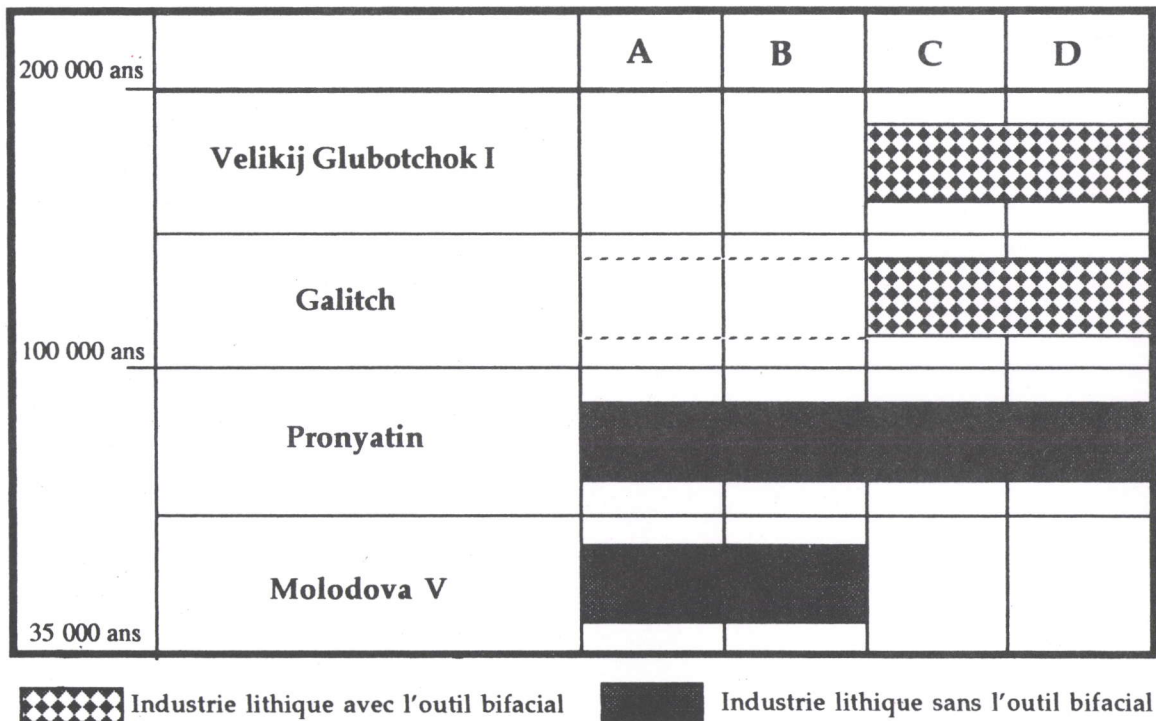 A B C D
200 000 ans
Velikij Glubotchok I
Galitch
100 000 ans
Pronyatin
Molodova V
35 000 ans
Industrie lithique avec l'outil bifacial Industrie lithique sans l'outil bifacial